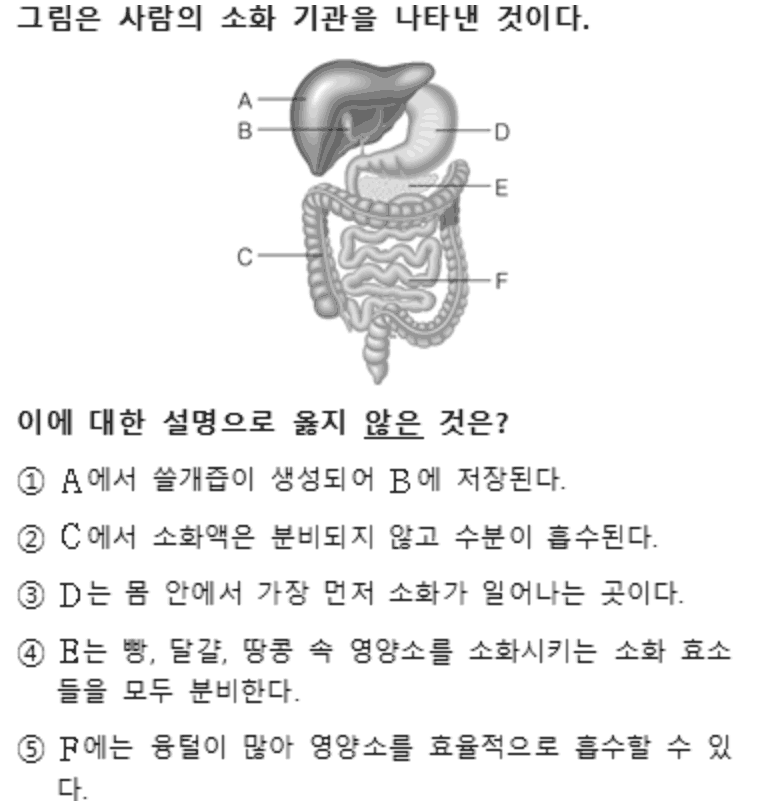 그림은 사람의 소화 기관을 나타낸 것이다.
A
B
D
E
C
F
이에 대한 설명으로 옳지 않은 것은?
① A에서 쓸개즙이 생성되어 B에 저장된다.
② C에서 소화액은 분비되지 않고 수분이 흡수된다.
③ D는 몸 안에서 가장 먼저 소화가 일어나는 곳이다.
④ E는 빵, 달걀, 땅콩 속 영양소를 소화시키는 소화 효소
들을 모두 분비한다.
⑤ F에는 융털이 많아 영양소를 효율적으로 흡수할 수 있
다.